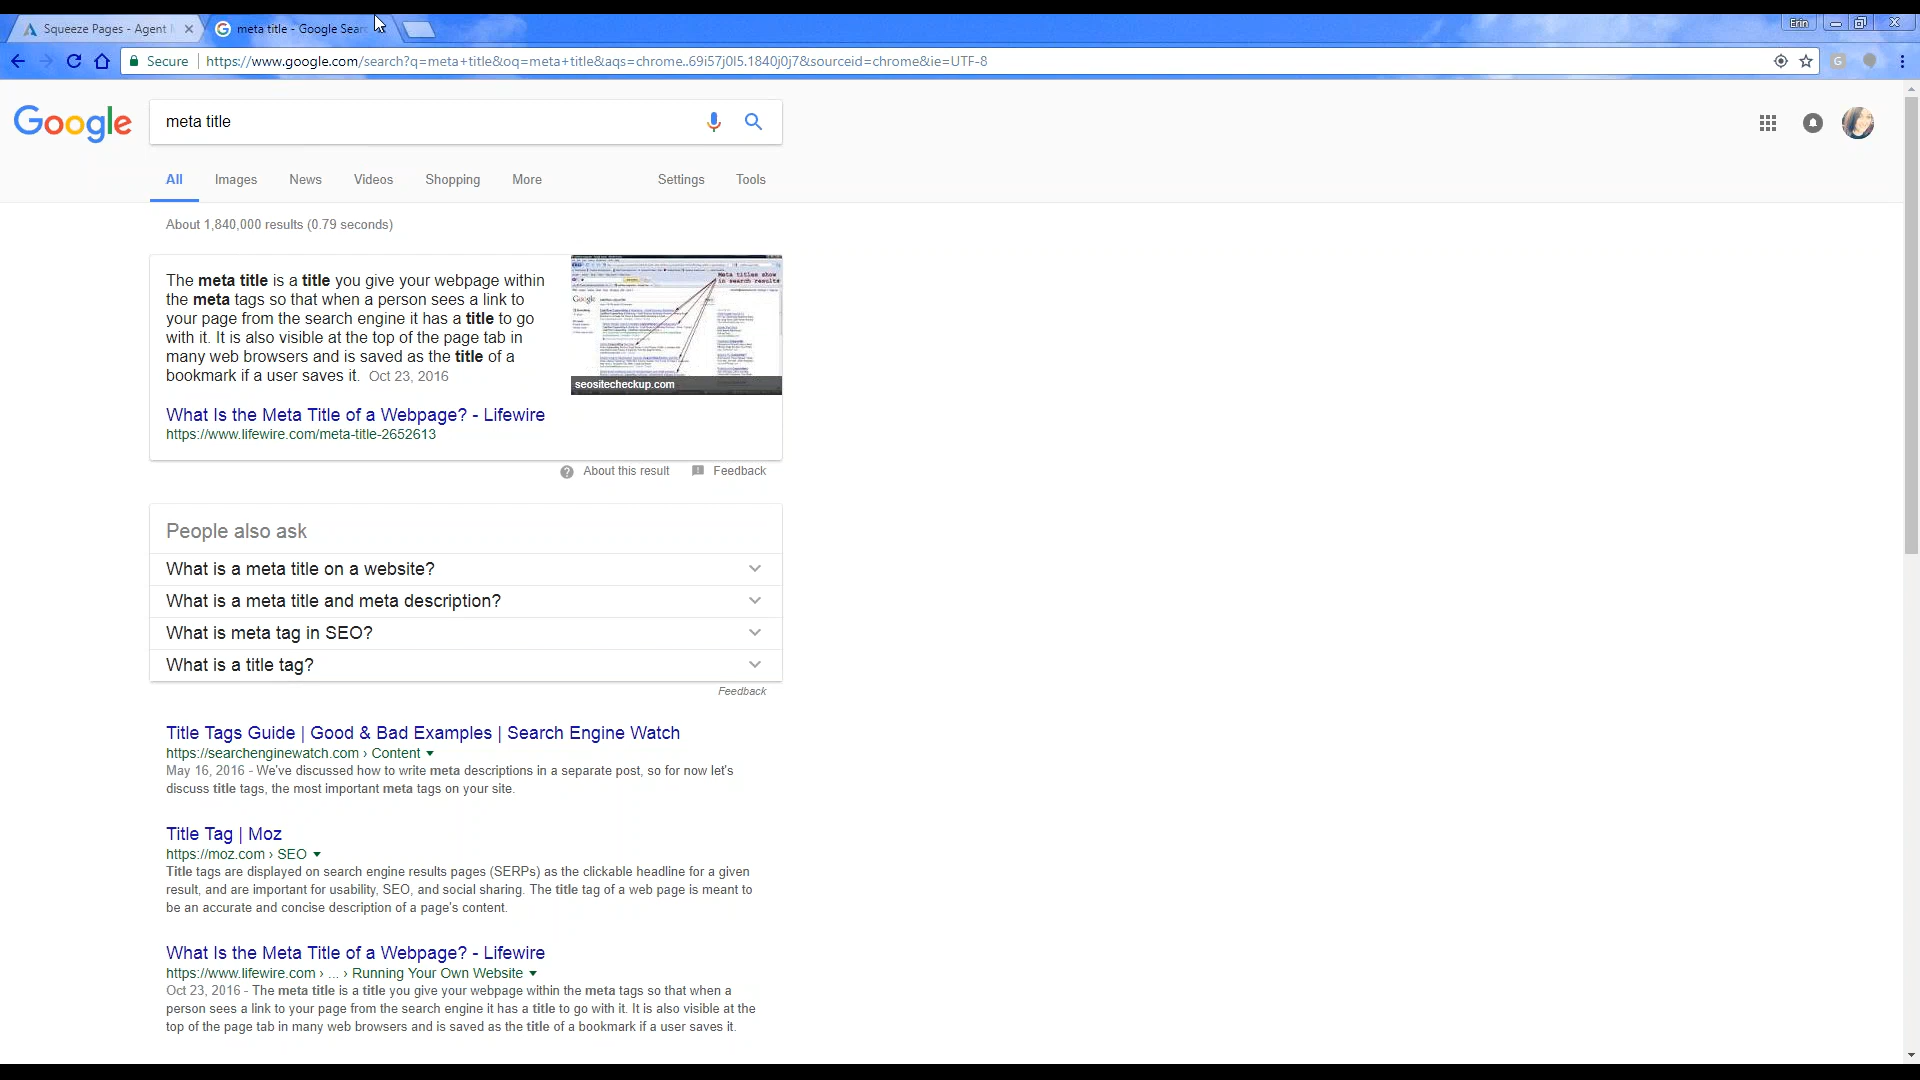 Squeeze Pages - Agent
meta title - Google Sear
Erin
Secure
https://www.google.com/search?q=meta+title&oq=meta+title&aqs=chrome..69i57j0l5.1840j0j7&sourceid=chrome&ie=UTF-8
Google
meta title
All
Images
News
Videos
Shopping
More
Settings
Tools
About 1,840,000 results (0.79 seconds)
The meta title is a title you give your webpage within
the meta tags so that when a person sees a link to
your page from the search engine it has a title to go
with it. It is also visible at the top of the page tab in
many web browsers and is saved as the title of a
bookmark if a user saves it. Oct 23, 2016
Meta titles show
in search results
Google
seositecheckup.com
What Is the Meta Title of a Webpage? - Lifewire
https://www.lifewire.com/meta-title-2652613
About this result
Feedback
People also ask
What is a meta title on a website?
What is a meta title and meta description?
What is meta tag in SEO?
What is a title tag?
Feedback
Title Tags Guide | Good & Bad Examples | Search Engine Watch
https://searchenginewatch.com › Content
May 16, 2016 - We've discussed how to write meta descriptions in a separate post, so for now let's
discuss title tags, the most important meta tags on your site.
Title Tag | Moz
https://moz.com › SEO
Title tags are displayed on search engine results pages (SERPs) as the clickable headline for a given
result, and are important for usability, SEO, and social sharing. The title tag of a web page is meant to
be an accurate and concise description of a page's content.
What Is the Meta Title of a Webpage? - Lifewire
https://www.lifewire.com › ... › Running Your Own Website
Oct 23, 2016 - The meta title is a title you give your webpage within the meta tags so that when a
person sees a link to your page from the search engine it has a title to go with it. It is also visible at the
top of the page tab in many web browsers and is saved as the title of a bookmark if a user saves it.